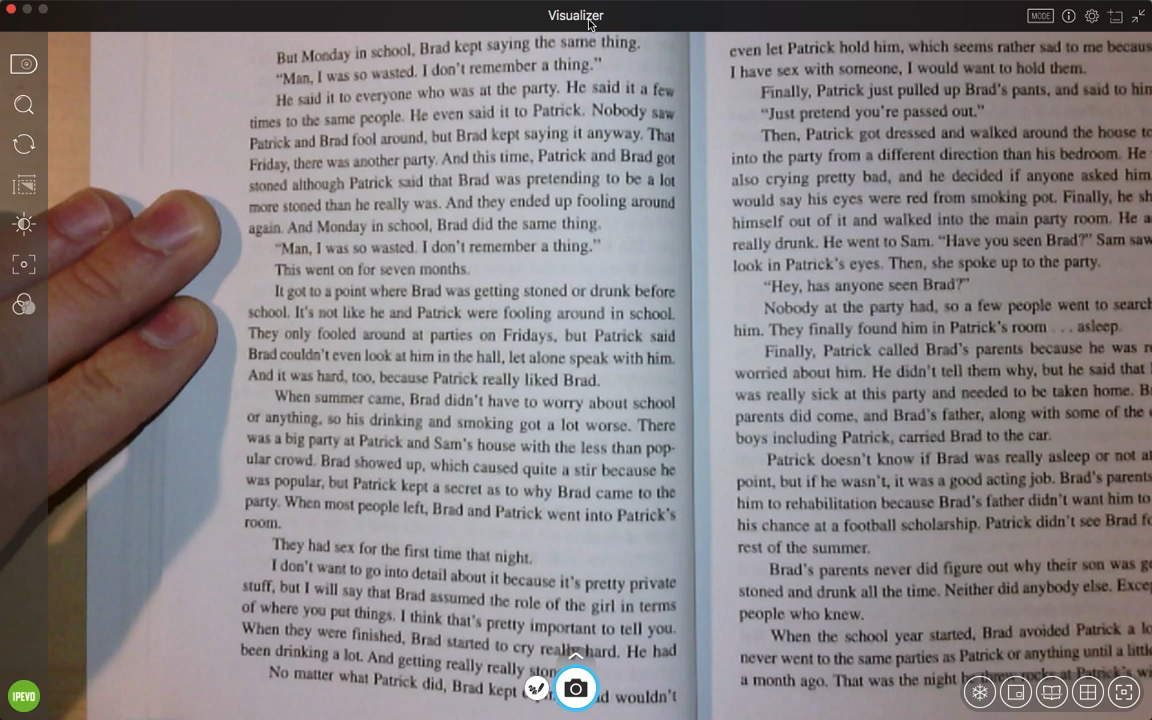 Visualizer
MODE
But Monday in school, Brad kept saying the same thing.
“Man, I was so wasted. I don’t remember a thing.”
He said it to everyone who was at the party. He said it a few
times to the same people. He even said it to Patrick. Nobody saw
Patrick and Brad fool around, but Brad kept saying it anyway. That
Friday, there was another party. And this time, Patrick and Brad got
stoned although Patrick said that Brad was pretending to be a lot
more stoned than he really was. And they ended up fooling around
again. And Monday in school, Brad did the same thing.
“Man, I was so wasted. I don’t remember a thing.”
This went on for seven months.
It got to a point where Brad was getting stoned or drunk before
school. It’s not like he and Patrick were fooling around in school.
They only fooled around at parties on Fridays, but Patrick said
Brad couldn’t even look at him in the hall, let alone speak with him.
And it was hard, too, because Patrick really liked Brad.
When summer came, Brad didn’t have to worry about school
or anything, so his drinking and smoking got a lot worse. There
was a big party at Patrick and Sam’s house with the less than pop-
ular crowd. Brad showed up, which caused quite a stir because he
was popular, but Patrick kept a secret as to why Brad came to the
party. When most people left, Brad and Patrick went into Patrick’s
room.
They had sex for the first time that night.
I don’t want to go into detail about it because it’s pretty private
stuff, but I will say that Brad assumed the role of the girl in terms
of where you put things. I think that’s pretty important to tell you.
When they were finished, Brad started to cry really hard. He had
been drinking a lot. And getting really really
No matter what Patrick did, Brad kept wouldn’t
even let Patrick hold him, which seems rather sad to me
I have sex with someone, I would want to hold them.
Finally, Patrick just pulled up Brad’s pants, and said to him
“Just pretend you’re passed out.”
Then, Patrick got dressed and walked around the house to
into the party from a different direction than his bedroom. He
also crying pretty bad, and he decided if anyone asked him
would say his eyes were red from smoking pot. Finally, he
himself out of it and walked into the main party room. He
really drunk. He went to Sam. “Have you seen Brad?” Sam saw
look in Patrick’s eyes. Then, she spoke up to the party.
“Hey, has anyone seen Brad?”
Nobody at the party had, so a few people went to search
him. They finally found him in Patrick’s room . . . asleep.
Finally, Patrick called Brad’s parents because he was
worried about him. He didn’t tell them why, but he said that
was really sick at this party and needed to be taken home.
parents did come, and Brad’s father, along with some of the
boys including Patrick, carried Brad to the car.
Patrick doesn’t know if Brad was really asleep or not at
point, but if he wasn’t, it was a good acting job. Brad’s parents
him to rehabilitation because Brad’s father didn’t want him to
his chance at a football scholarship. Patrick didn’t see Brad
rest of the summer.
Brad’s parents never did figure out why their son was
stoned and drunk all the time. Neither did anybody else.
people who knew.
When the school year started, Brad avoided Patrick a
never went to the same parties as Patrick or anything until a little
a month ago. That was the night
IPEVO